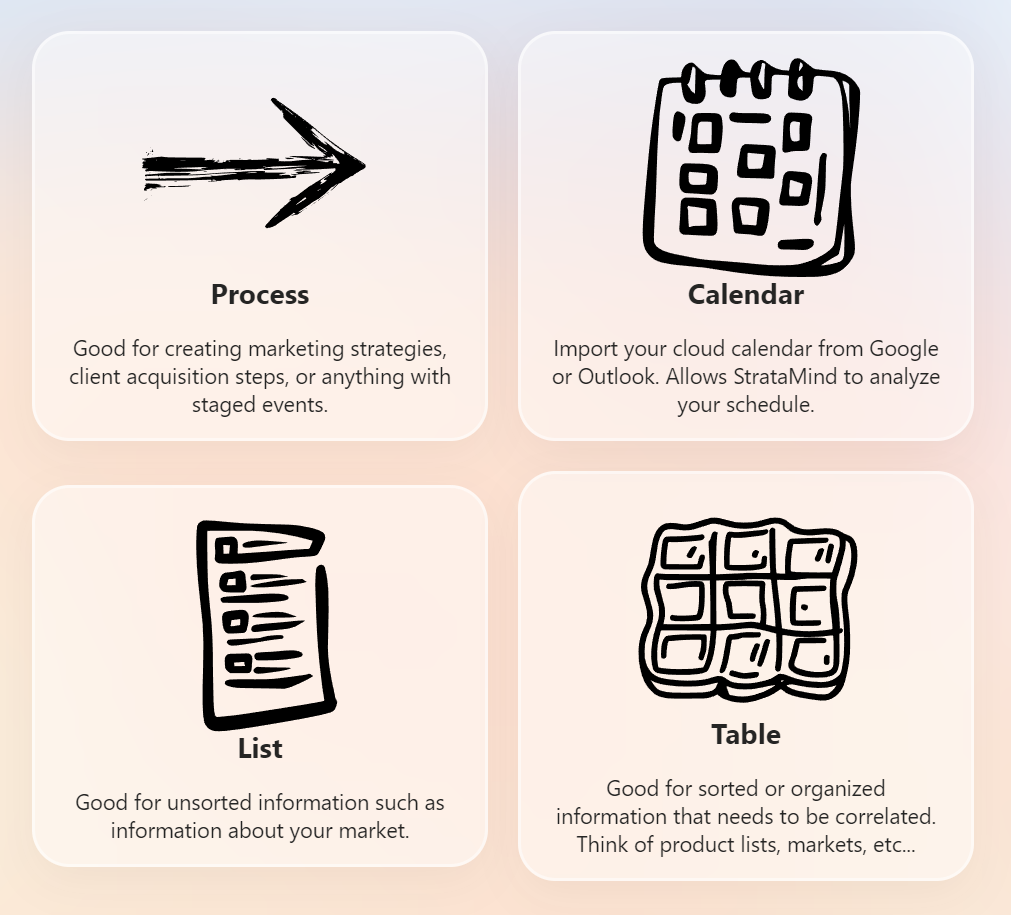 Process
Good for creating marketing strategies,
client acquisition steps, or anything with
staged events.
Calendar
Import your cloud calendar from Google
or Outlook. Allows StrataMind to analyze
your schedule.
List
Good for unsorted information such as
information about your market.
Table
Good for sorted or organized
information that needs to be correlated.
Think of product lists, markets, etc...